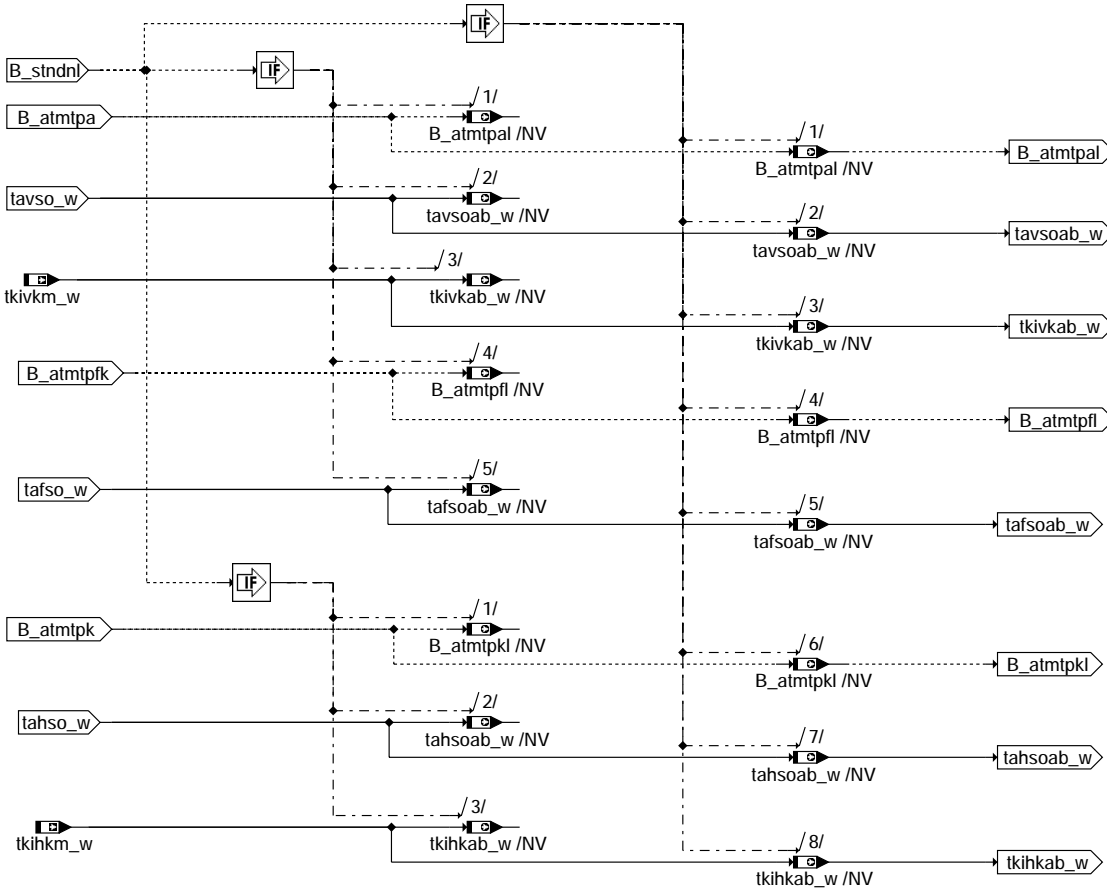 IF
B_stndnl
IF
B_atmtpa
/ 1/
B_atmtpal /NV
/ 1/
B_atmtpal /NV
B_atmtpal
tavso_w
/ 2/
tavsoab_w /NV
/ 2/
tavsoab_w /NV
tavsoab_w
tkivkm_w
/ 3/
tkivkab_w /NV
/ 3/
tkivkab_w /NV
tkivkab_w
B_atmtpfk
/ 4/
B_atmtpfl /NV
/ 4/
B_atmtpfl /NV
B_atmtpfl
tafso_w
/ 5/
tafsoab_w /NV
/ 5/
tafsoab_w /NV
tafsoab_w
IF
B_atmtpk
/ 1/
B_atmtpkl /NV
/ 6/
B_atmtpkl /NV
B_atmtpkl
tahso_w
/ 2/
tahsoab_w /NV
/ 7/
tahsoab_w /NV
tahsoab_w
tkihkm_w
/ 3/
tkihkab_w /NV
/ 8/
tkihkab_w /NV
tkihkab_w